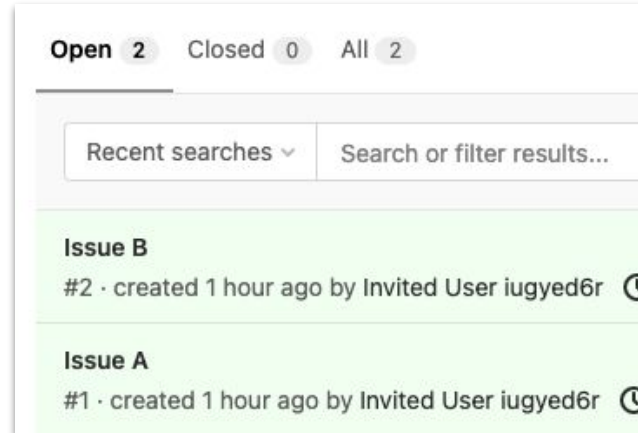 Open 2 Closed 0 All 2
Recent searches Search or filter results...
Issue B
#2 · created 1 hour ago by Invited User iugyed6r
Issue A
#1 · created 1 hour ago by Invited User iugyed6r